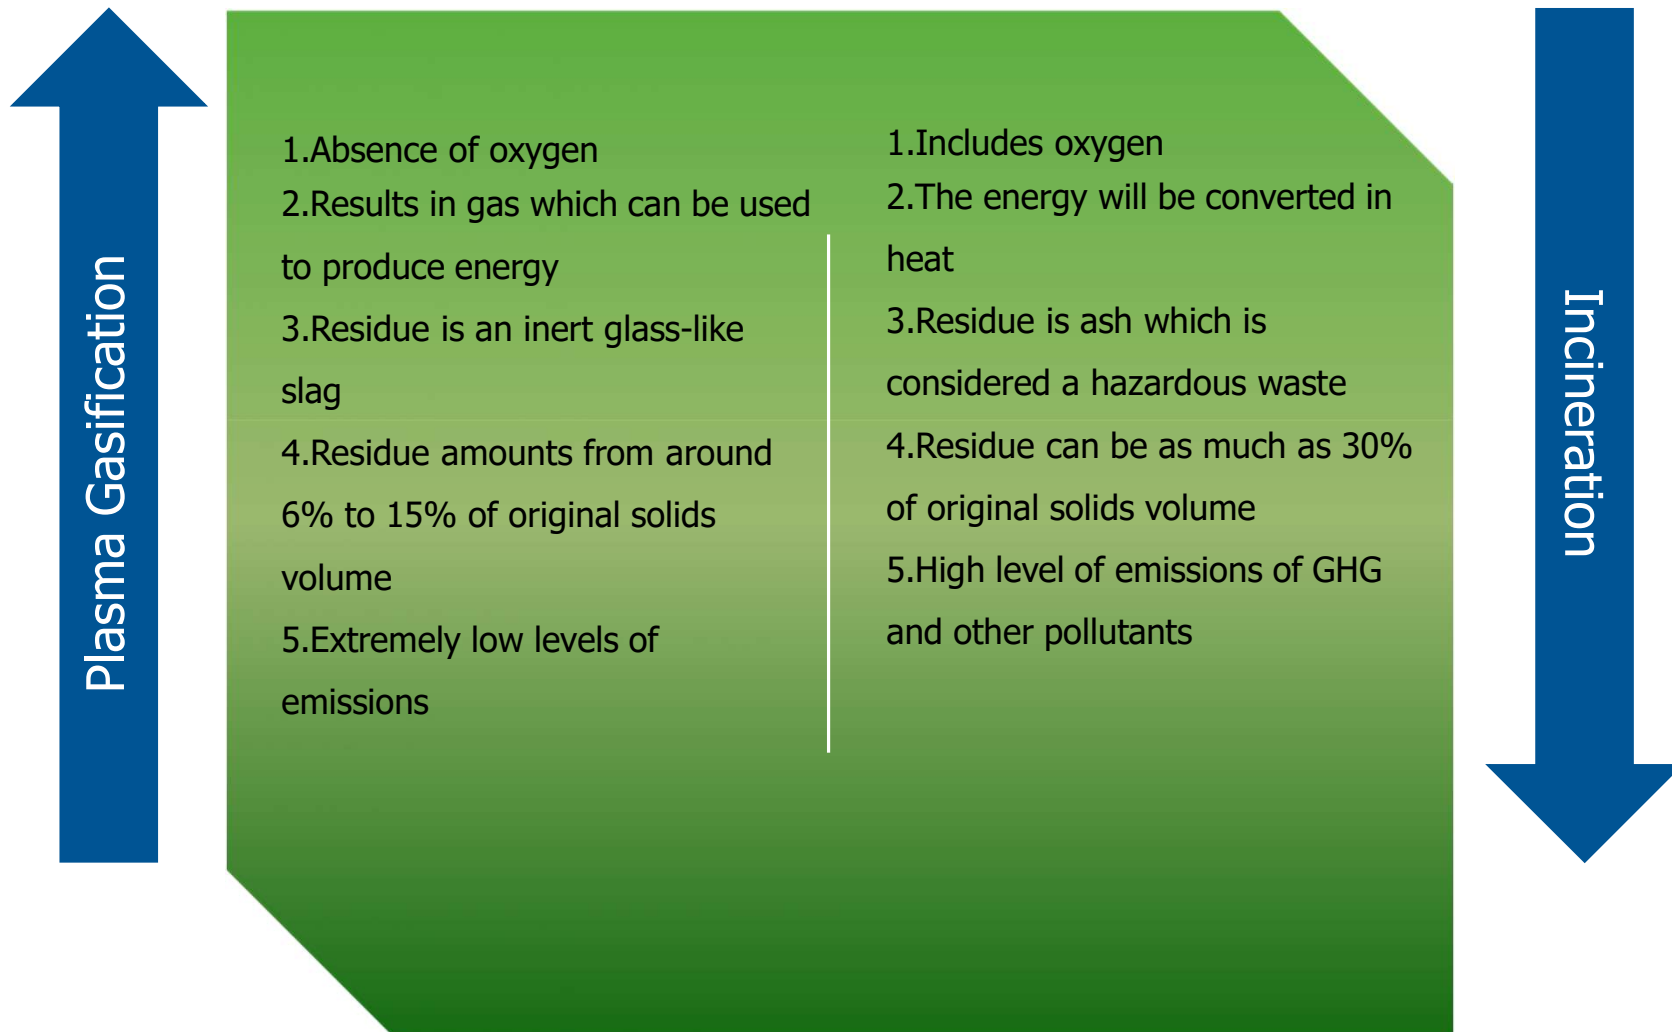 Plasma Gasification
1.Absence of oxygen
2.Results in gas which can be used
to produce energy
3.Residue is an inert glass-like
slag
4.Residue amounts from around
6% to 15% of original solids
volume
5.Extremely low levels of
emissions
1.Includes oxygen
2.The energy will be converted in
heat
3.Residue is ash which is
considered a hazardous waste
4.Residue can be as much as 30%
of original solids volume
5.High level of emissions of GHG
and other pollutants
Incineration